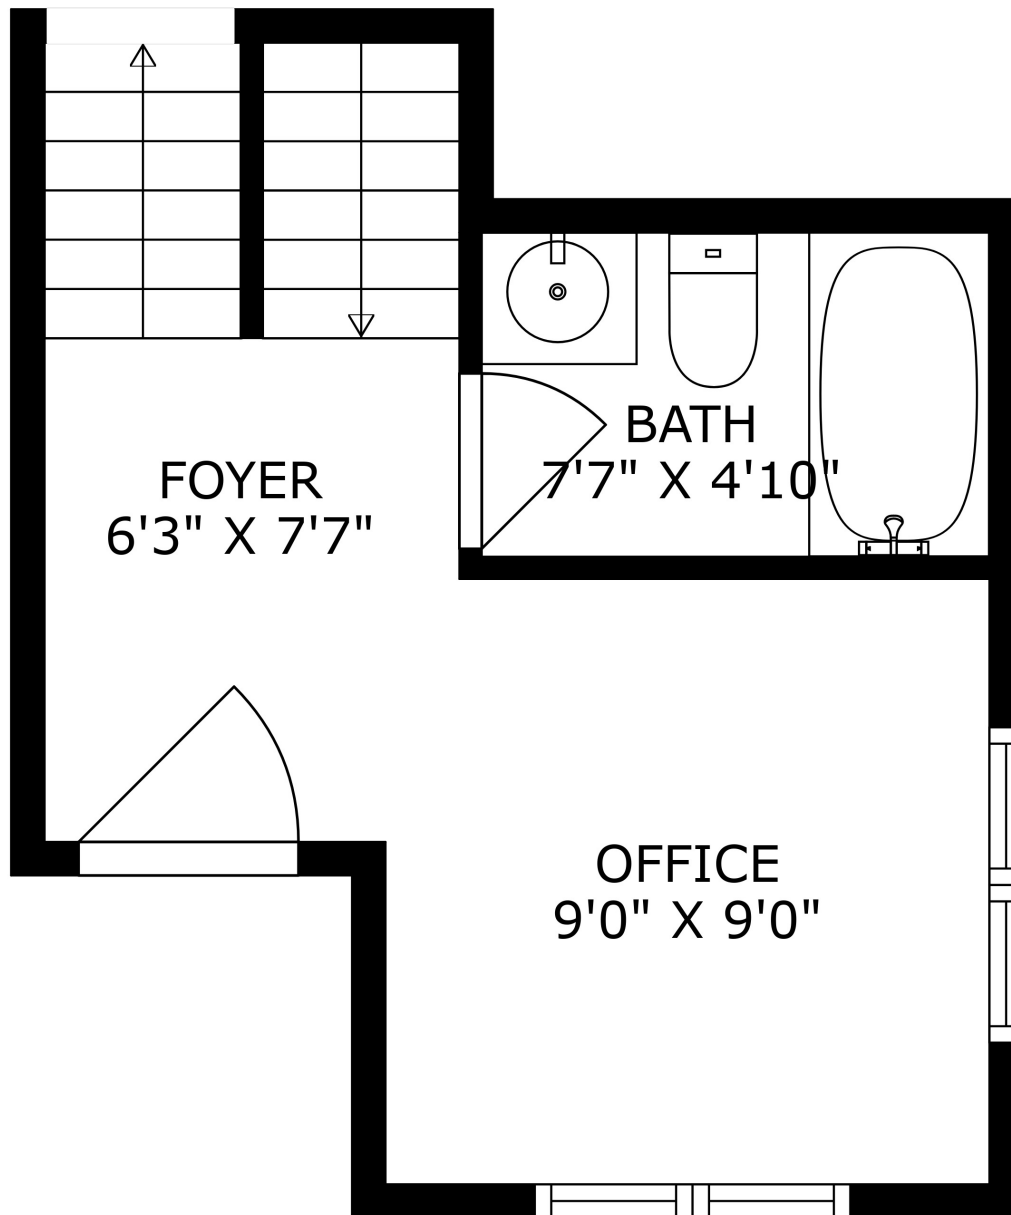 BATH
7'7" X 4'10"
FOYER
6'3" X 7'7"
OFFICE
9'0" X 9'0"